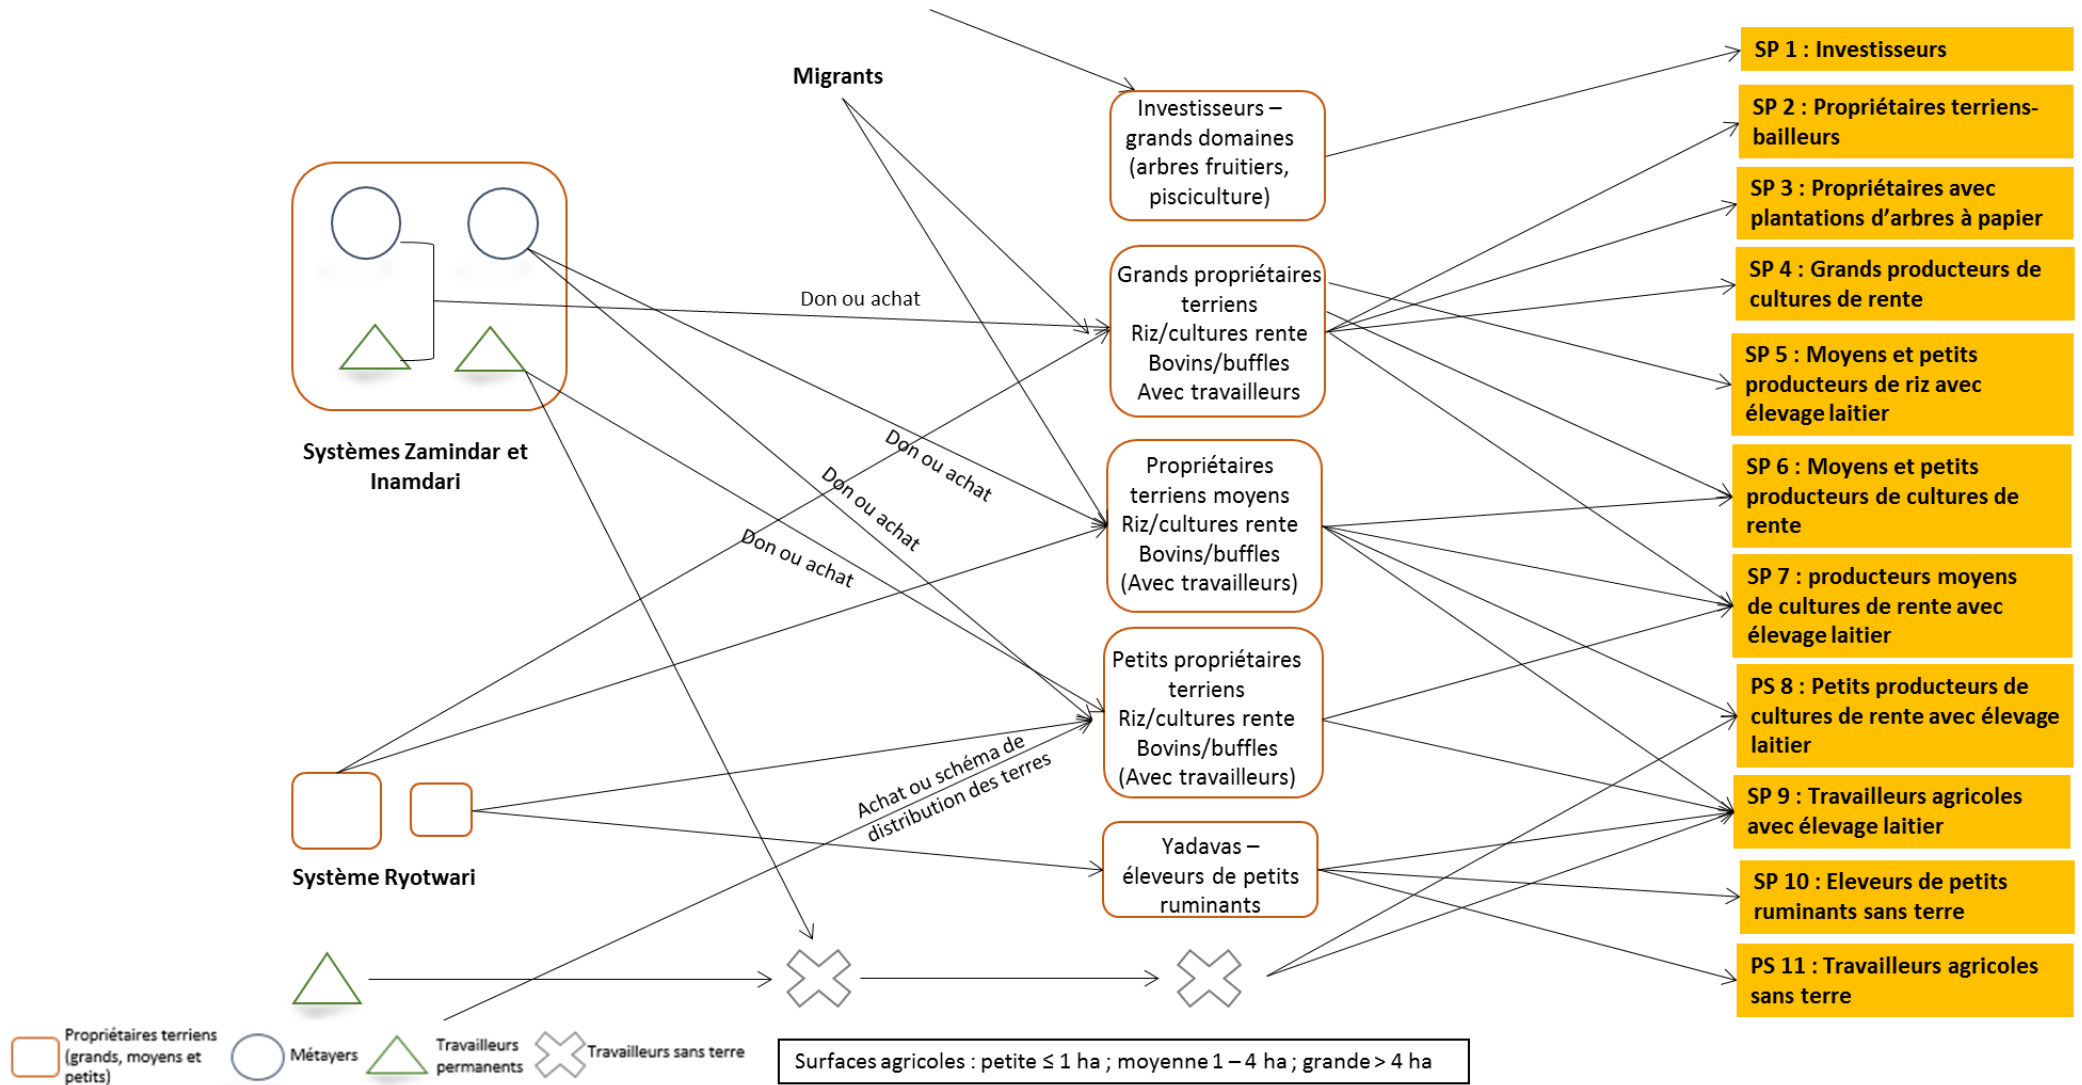 Migrants
Systèmes Zamindar et
Inamdari
Système Ryotwari
Don ou achat
Don ou achat
Don ou achat
Don ou achat
Achat ou schéma de
distribution des terres
Investisseurs –
grands domaines
(arbres fruitiers,
pisciculture)
Grands propriétaires
terriens
Riz/cultures rente
Bovins/buffles
Avec travailleurs
Propriétaires
terriens moyens
Riz/cultures rente
Bovins/buffles
(Avec travailleurs)
Petits propriétaires
terriens
Riz/cultures rente
Bovins/buffles
(Avec travailleurs)
Yadavas –
éleveurs de petits
ruminants
SP 1 : Investisseurs
SP 2 : Propriétaires terriens-
bailleurs
SP 3 : Propriétaires avec
plantations d'arbres à papier
SP 4 : Grands producteurs de
cultures de rente
SP 5 : Moyens et petits
producteurs de riz avec
élevage laitier
SP 6 : Moyens et petits
producteurs de cultures de
rente
SP 7 : producteurs moyens
de cultures de rente avec
élevage laitier
PS 8 : Petits producteurs de
cultures de rente avec élevage
laitier
SP 9 : Travailleurs agricoles
avec élevage laitier
SP 10 : Eleveurs de petits
ruminants sans terre
PS 11 : Travailleurs agricoles
sans terre
Propriétaires terriens
(grands, moyens et
petits)
Métayers
Travailleurs
permanents
Travailleurs sans terre
Surfaces agricoles : petite ≤ 1 ha ; moyenne 1 – 4 ha ; grande > 4 ha